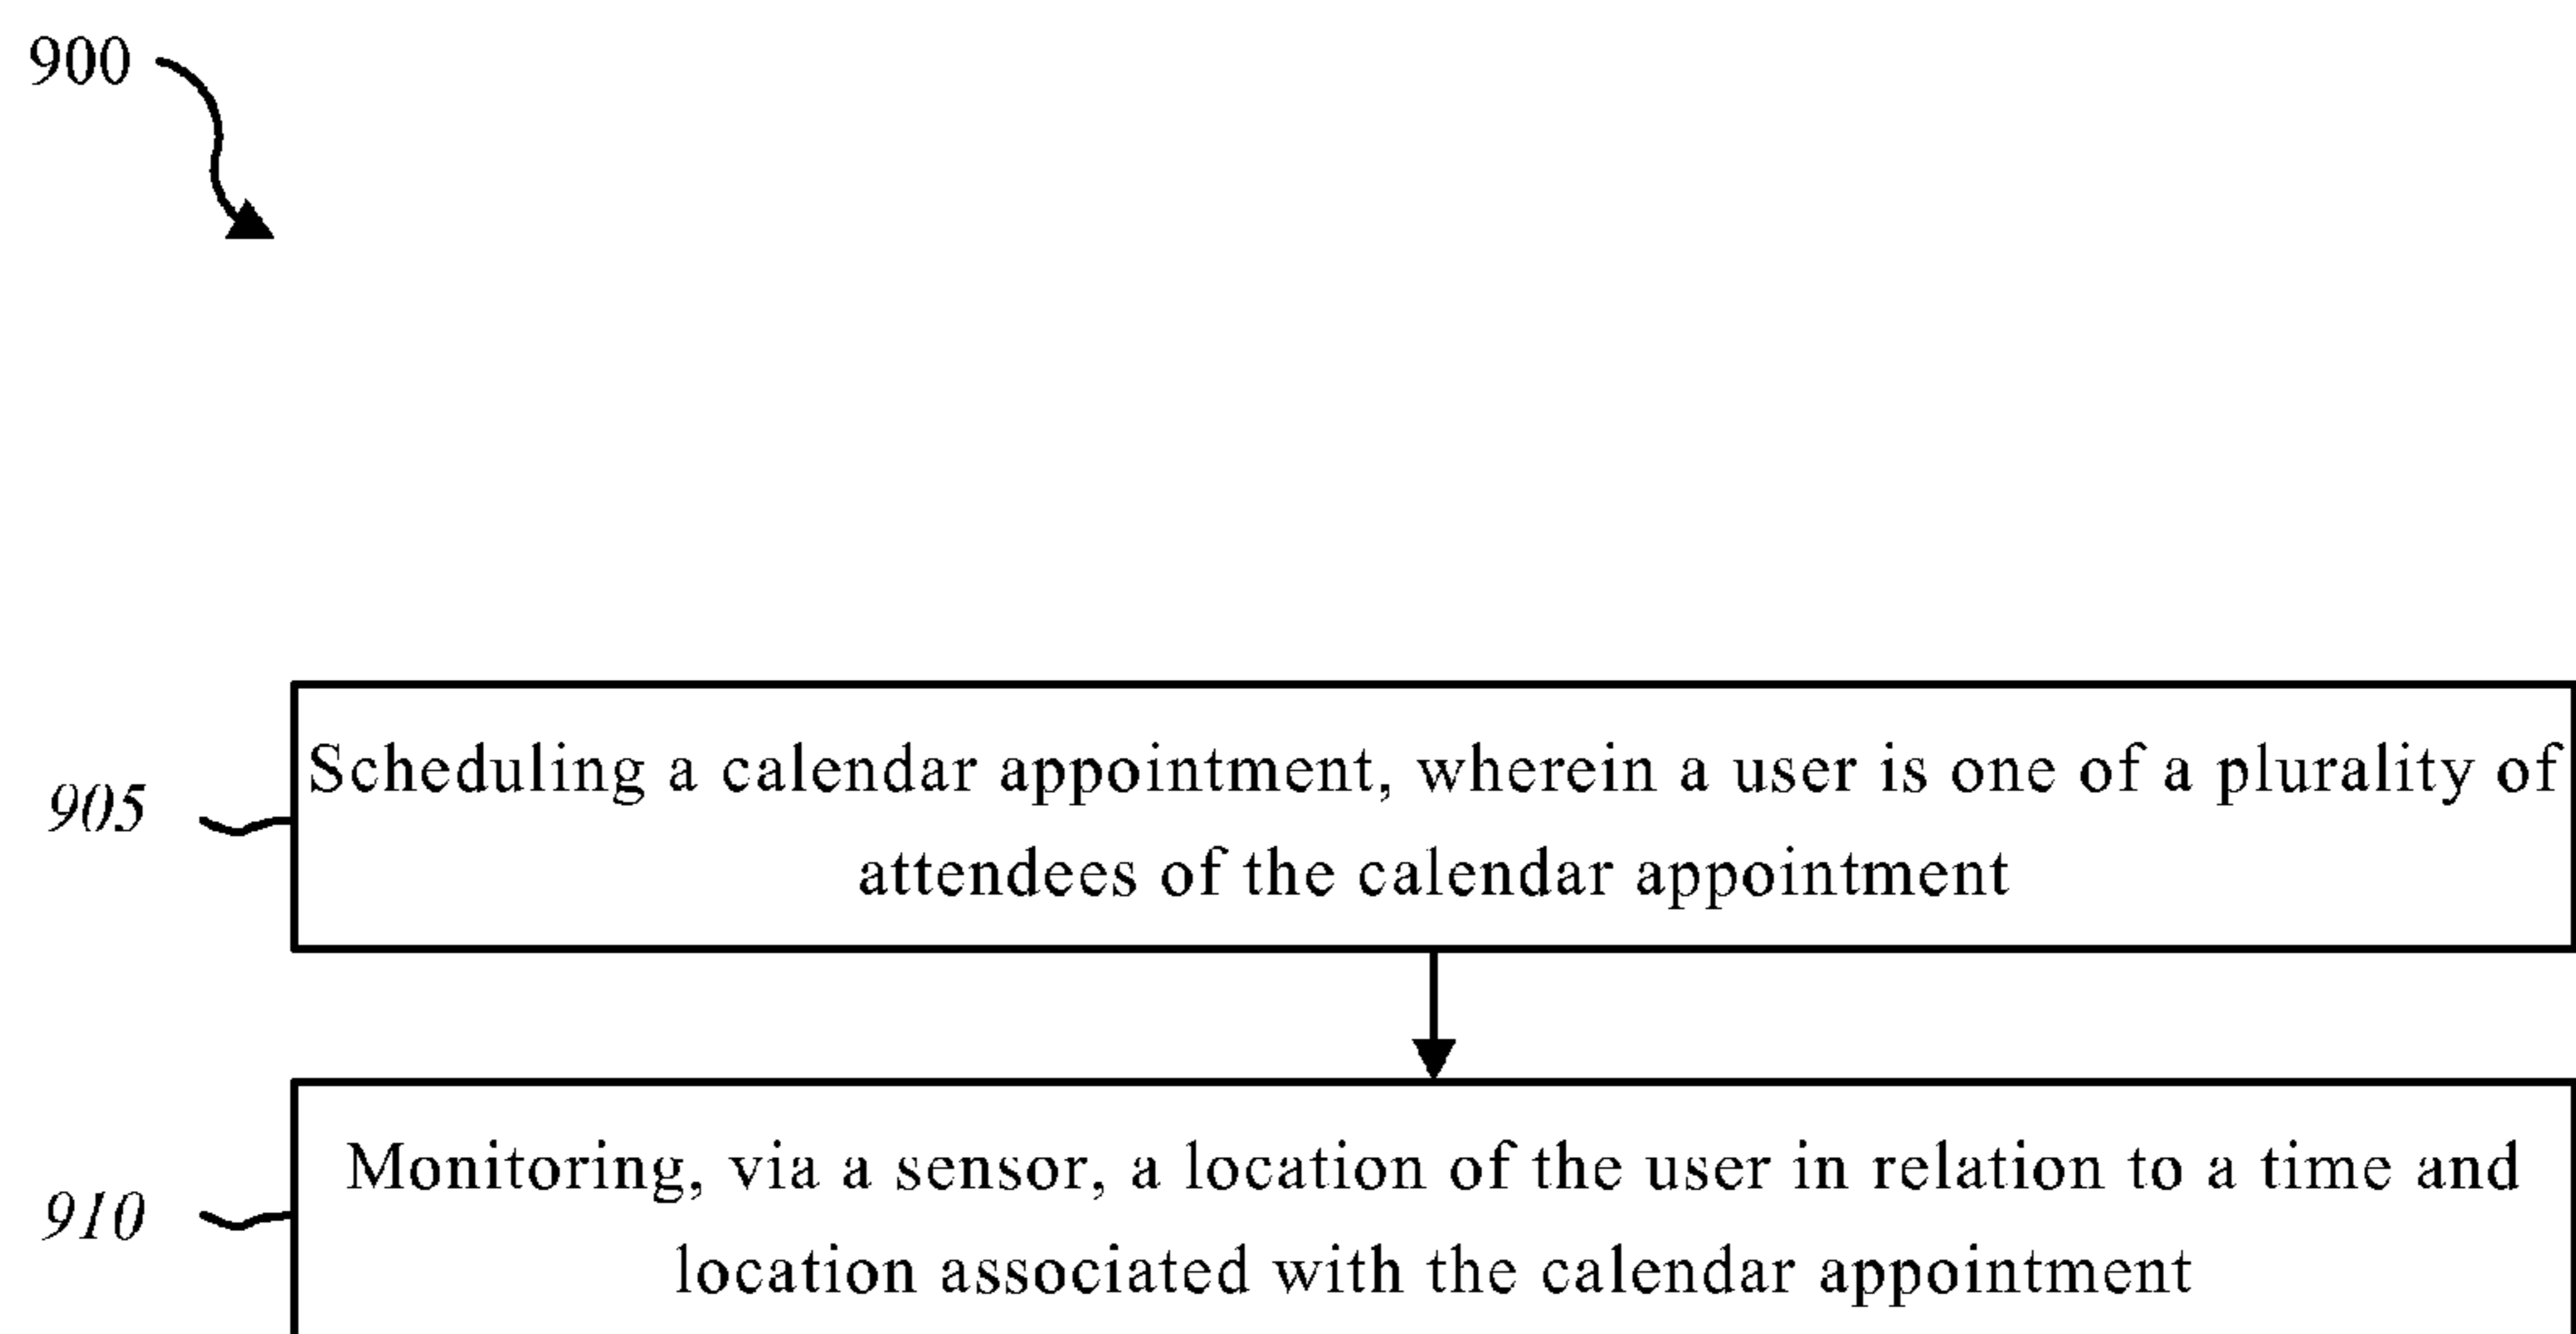 900
905
Scheduling a calendar appointment, wherein a user is one of a plurality of
attendees of the calendar appointment
910
Monitoring, via a sensor, a location of the user in relation to a time and
location associated with the calendar appointment